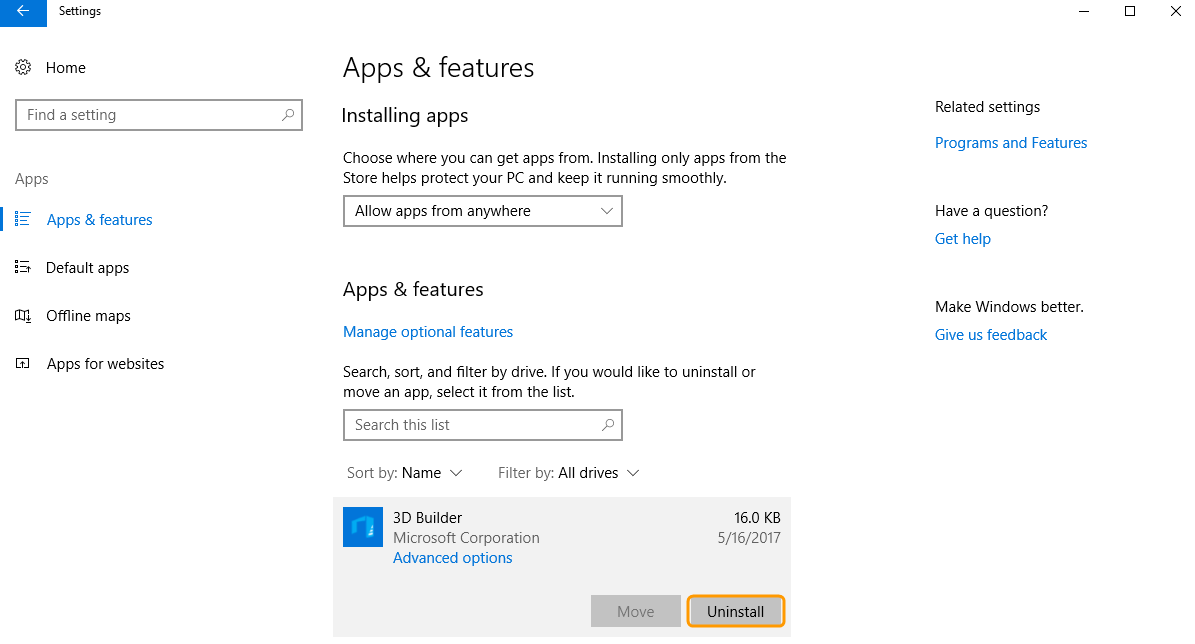 Settings
Home
Find a setting
Apps
Apps & features
Default apps
Offline maps
Apps for websites
Apps & features
Installing apps
Choose where you can get apps from. Installing only apps from the
Store helps protect your PC and keep it running smoothly.
Allow apps from anywhere
Apps & features
Manage optional features
Search, sort, and filter by drive. If you would like to uninstall or
move an app, select it from the list.
Search this list
Sort by: Name Filter by: All drives
3D Builder 16.0 KB
Microsoft Corporation 5/16/2017
Advanced options
Move Uninstall
Related settings
Programs and Features
Have a question?
Get help
Make Windows better.
Give us feedback